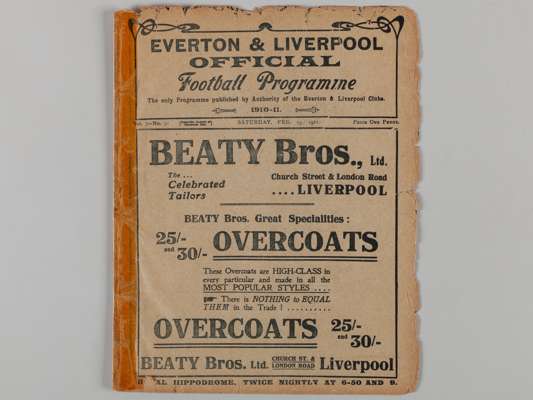 EVERTON & LIVERPOOL
OFFICIAL
Football Programme
The only Programme published by Authority of the Everton & Liverpool Clubs.
1910-11.
SATURDAY, FEB. 1911. PRICE ONE PENNY.
BEATY BROS., Ltd.
The ...
Celebrated
Tailors
Church Street & London Road
.... LIVERPOOL
BEATY Bros. Great Specialities:
25/- and 30/- OVERCOATS
These Overcoats are HIGH-CLASS in
every particular and made in all the
MOST POPULAR STYLES ....
There is NOTHING to EQUAL
THEM in the Trade! ..........
OVERCOATS 25/- and 30/-
BEATY Bros. Ltd. CHURCH ST. & LONDON ROAD Liverpool
HIPPODROME, TWICE NIGHTLY AT 6-50 AND 9.